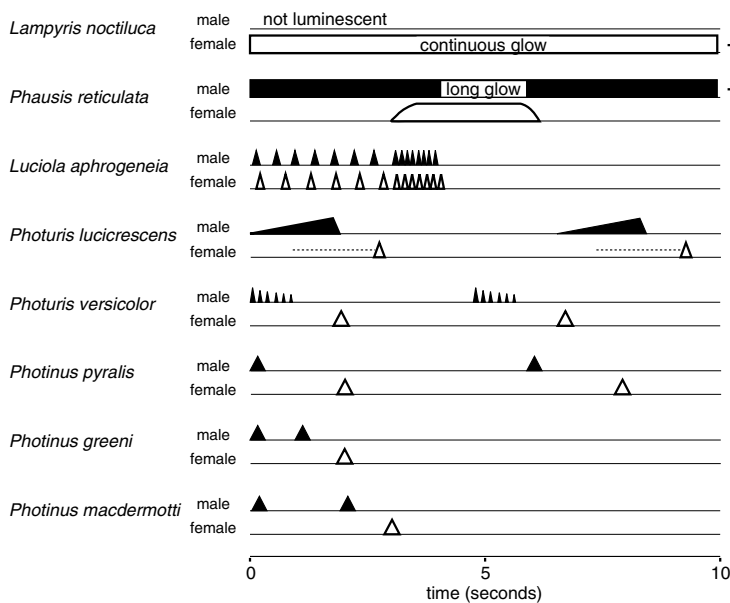 Lampyris noctiluca
male
not luminescent
female
continuous glow
Phausis reticulata
male
long glow
female
Luciola aphrogeneia
male
female
Photuris lucicrescens
male
female
Photuris versicolor
male
female
Photinus pyralis
male
female
Photinus greeni
male
female
Photinus macdermotti
male
female
0 5 10
time (seconds)